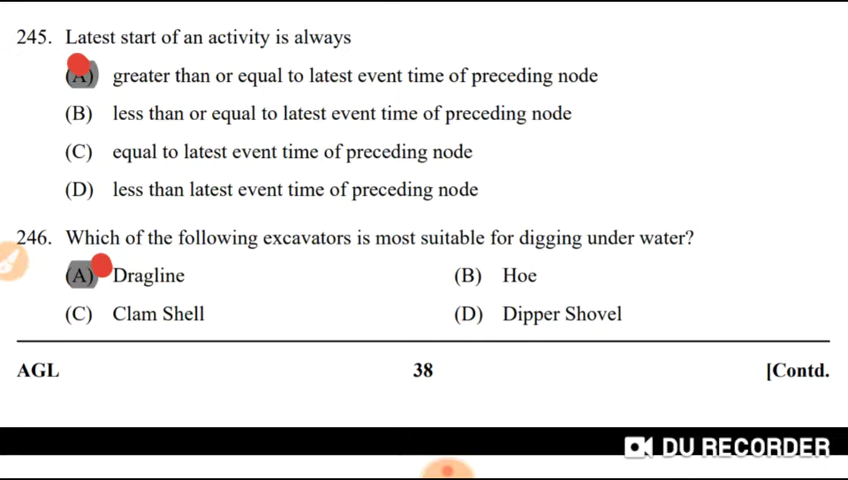 245. Latest start of an activity is always
(A) greater than or equal to latest event time of preceding node
(B) less than or equal to latest event time of preceding node
(C) equal to latest event time of preceding node
(D) less than latest event time of preceding node
246. Which of the following excavators is most suitable for digging under water?
(A) Dragline (B) Hoe
(C) Clam Shell (D) Dipper Shovel
AGL 38 [Contd.
DU RECORDER